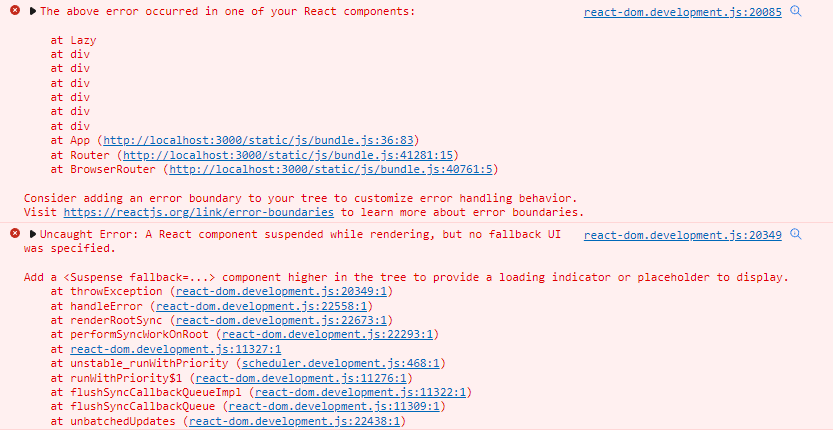 The above error occurred in one of your React components: react-dom.development.js:20085
at Lazy
at div
at div
at div
at div
at div
at div
at App (http://localhost:3000/static/js/bundle.js:36:83)
at Router (http://localhost:3000/static/js/bundle.js:41281:15)
at BrowserRouter (http://localhost:3000/static/js/bundle.js:40761:5)
Consider adding an error boundary to your tree to customize error handling behavior.
Visit https://reactjs.org/link/error-boundaries to learn more about error boundaries.
Uncaught Error: A React component suspended while rendering, but no fallback UI react-dom.development.js:20349
was specified.
Add a <Suspense fallback=...> component higher in the tree to provide a loading indicator or placeholder to display.
at throwException (react-dom.development.js:20349:1)
at handleError (react-dom.development.js:22558:1)
at renderRootSync (react-dom.development.js:22673:1)
at performSyncWorkOnRoot (react-dom.development.js:22293:1)
at react-dom.development.js:11327:1
at unstable_runWithPriority (scheduler.development.js:468:1)
at runWithPriority$1 (react-dom.development.js:11276:1)
at flushSyncCallbackQueueImpl (react-dom.development.js:11322:1)
at flushSyncCallbackQueue (react-dom.development.js:11309:1)
at unbatchedUpdates (react-dom.development.js:22438:1)